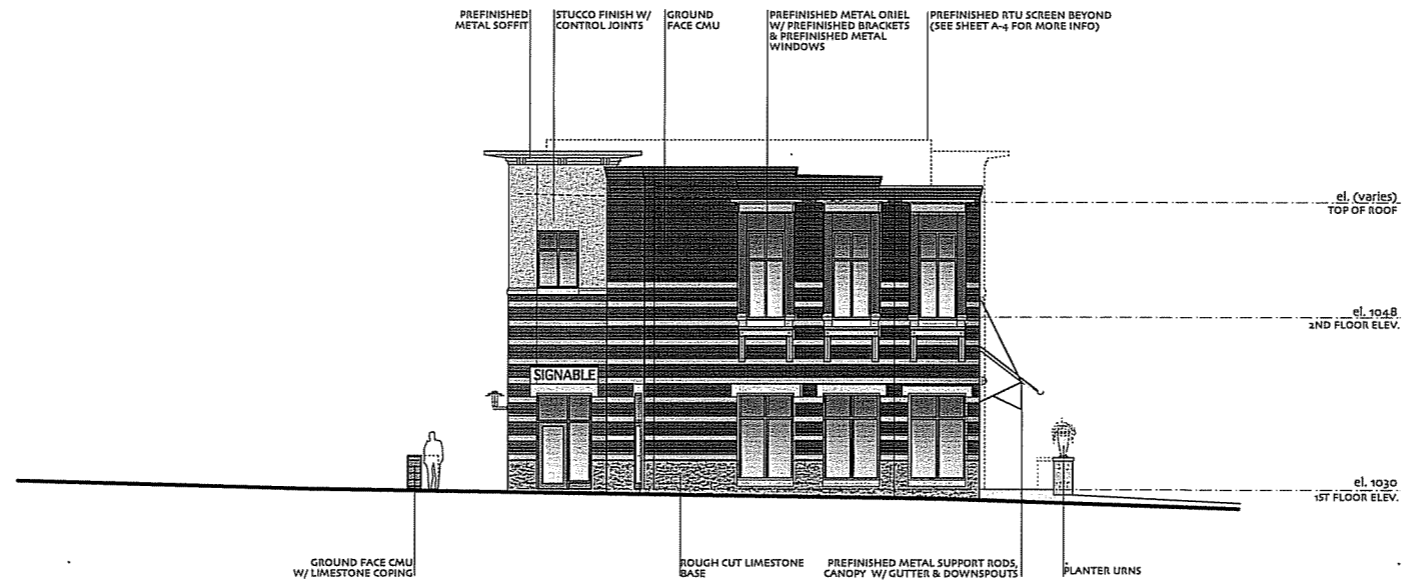 PREFINISHED
METAL SOFFIT
STUCCO FINISH W/
CONTROL JOINTS
GROUND
FACE CMU
PREFINISHED METAL ORIEL
W/ PREFINISHED BRACKETS
& PREFINISHED METAL
WINDOWS
PREFINISHED RTU SCREEN BEYOND
(SEE SHEET A-4 FOR MORE INFO)
el. (varies)
TOP OF ROOF
el. 1048
2ND FLOOR ELEV.
SIGNABLE
el. 1030
1ST FLOOR ELEV.
GROUND FACE CMU
W/ LIMESTONE COPING
ROUGH CUT LIMESTONE
BASE
PREFINISHED METAL SUPPORT RODS,
CANOPY W/ GUTTER & DOWNSPOUTS
PLANTER URNS